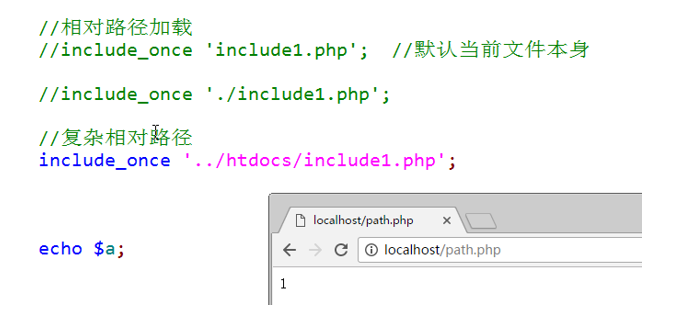 //相对路径加载
//include_once 'include1.php';  //默认当前文件本身
//include_once './include1.php';
//复杂相对路径
include_once '../htdocs/include1.php';
echo $a;
localhost/path.php
localhost/path.php
1